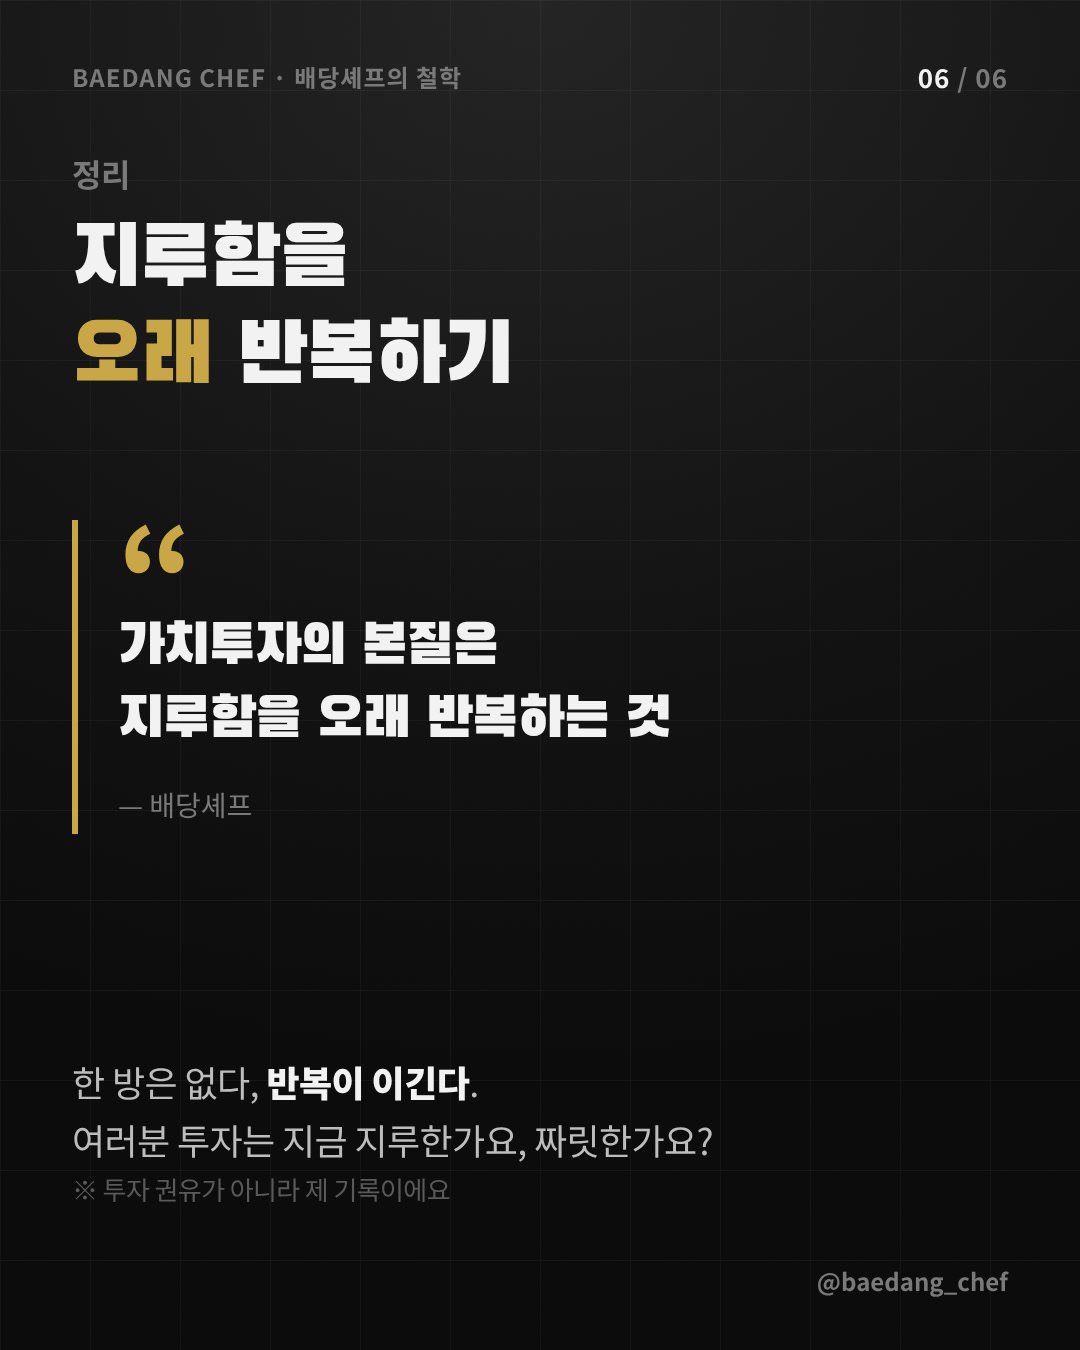 BAEDANG CHEF · 배당셰프의 철학
06 / 06
정리
지루함을
오래 반복하기
“
가치투자의 본질은
지루함을 오래 반복하는 것
— 배당셰프
한 방은 없다, 반복이 이긴다.
여러분 투자는 지금 지루한가요, 짜릿한가요?
※ 투자 권유가 아니라 제 기록이에요
@baedang_chef